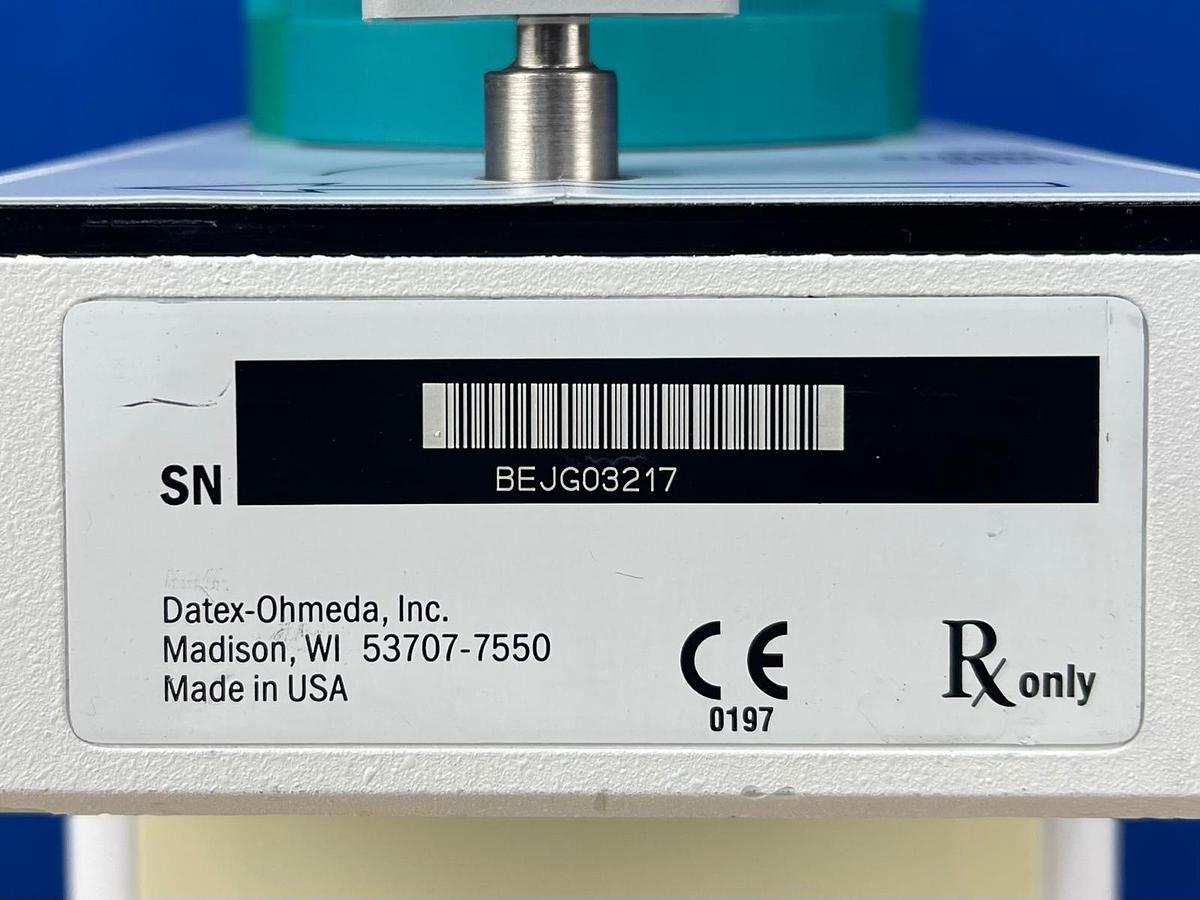 SN
BEJG03217
Datex-Ohmeda, Inc.
Madison, WI 53707-7550
Made in USA
CE
0197
Rx only